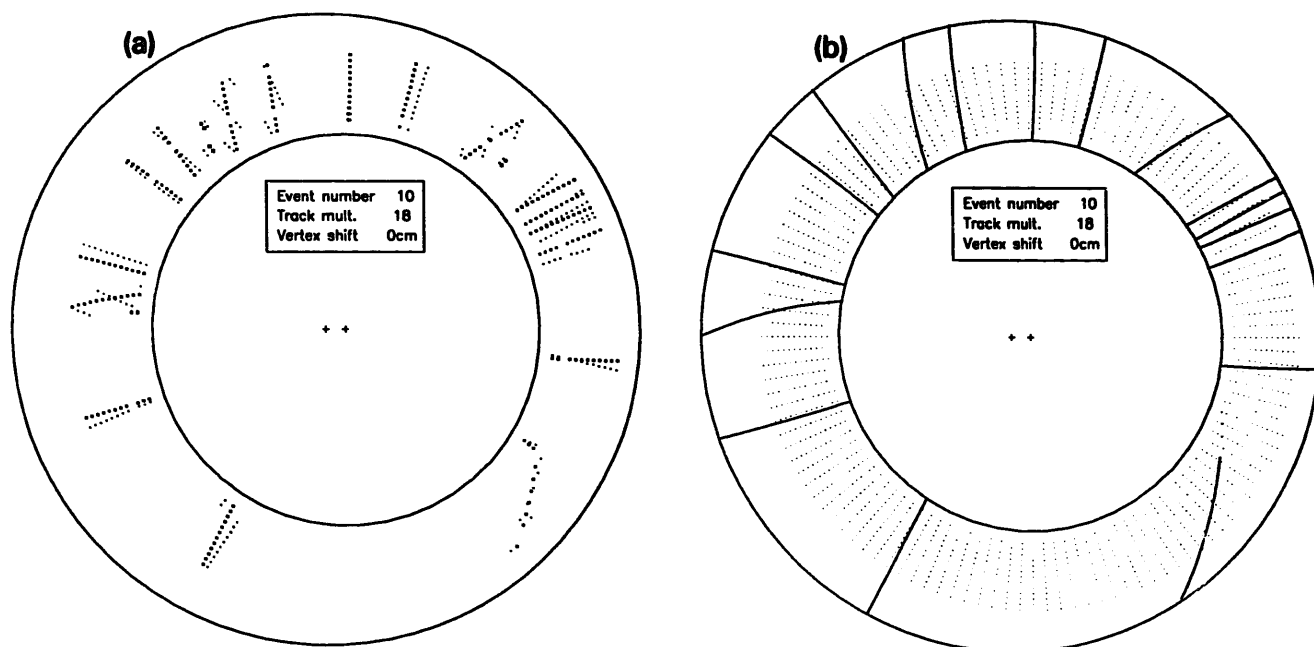 (a)
Event number 10
Track mult. 18
Vertex shift 0cm
(b)
Event number 10
Track mult. 18
Vertex shift 0cm